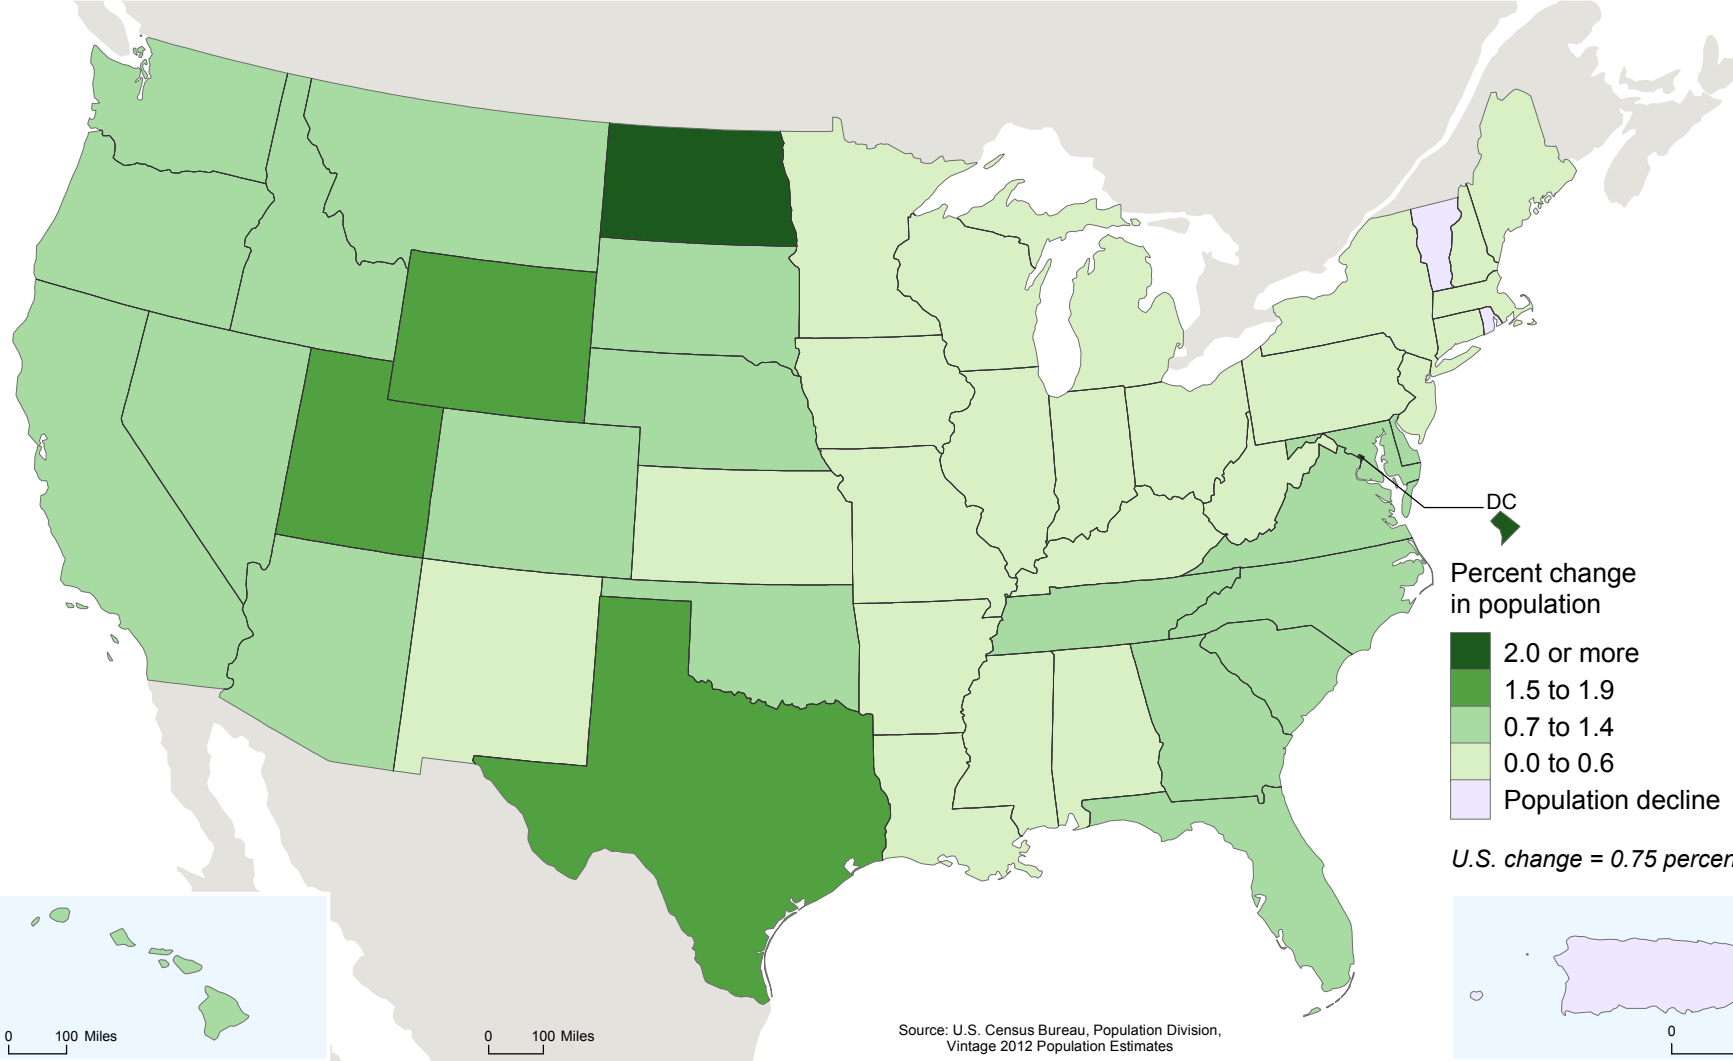 DC
Percent change
in population
2.0 or more
1.5 to 1.9
0.7 to 1.4
0.0 to 0.6
Population decline
U.S. change = 0.75 percen
0 100 Miles
0 100 Miles
Source: U.S. Census Bureau, Population Division,
Vintage 2012 Population Estimates
0